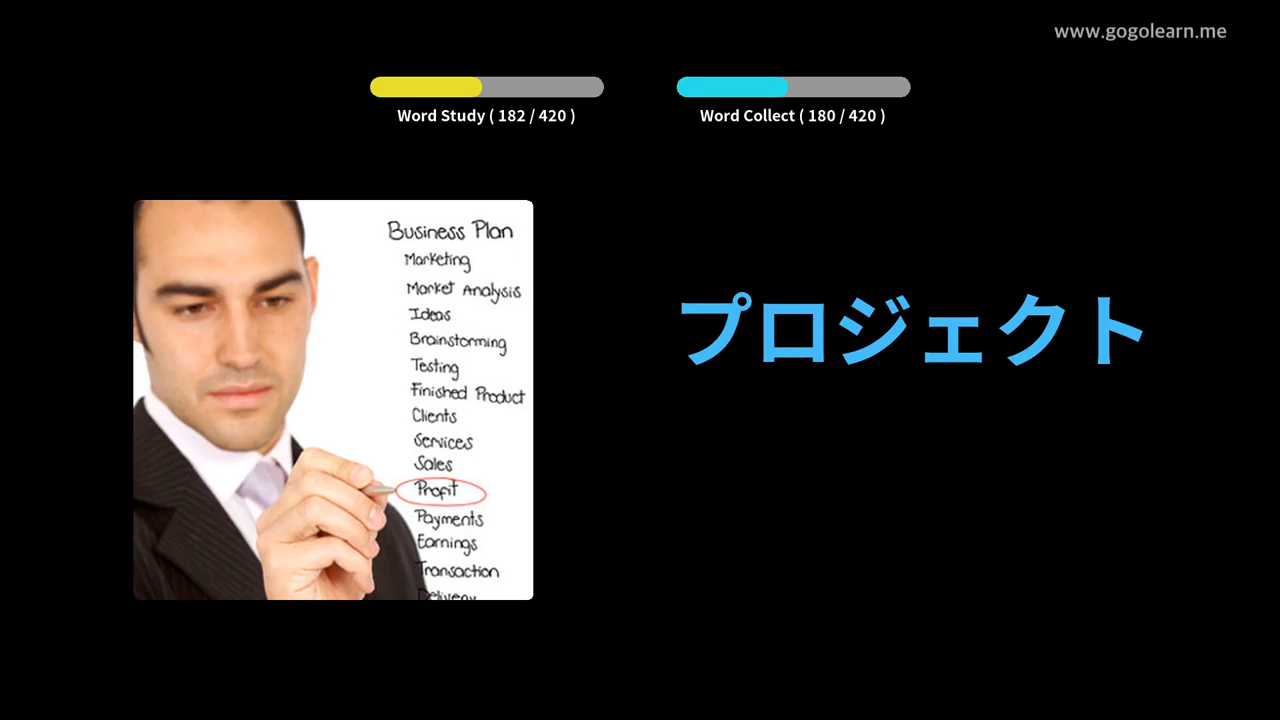 www.gogolearn.me
Word Study ( 182 / 420 )
Word Collect ( 180 / 420 )
Business Plan
Marketing
Market Analysis
Ideas
Brainstorming
Testing
Finished Product
Clients
Services
Sales
Profit
Payments
Earnings
Transaction
Delivery
プロジェクト